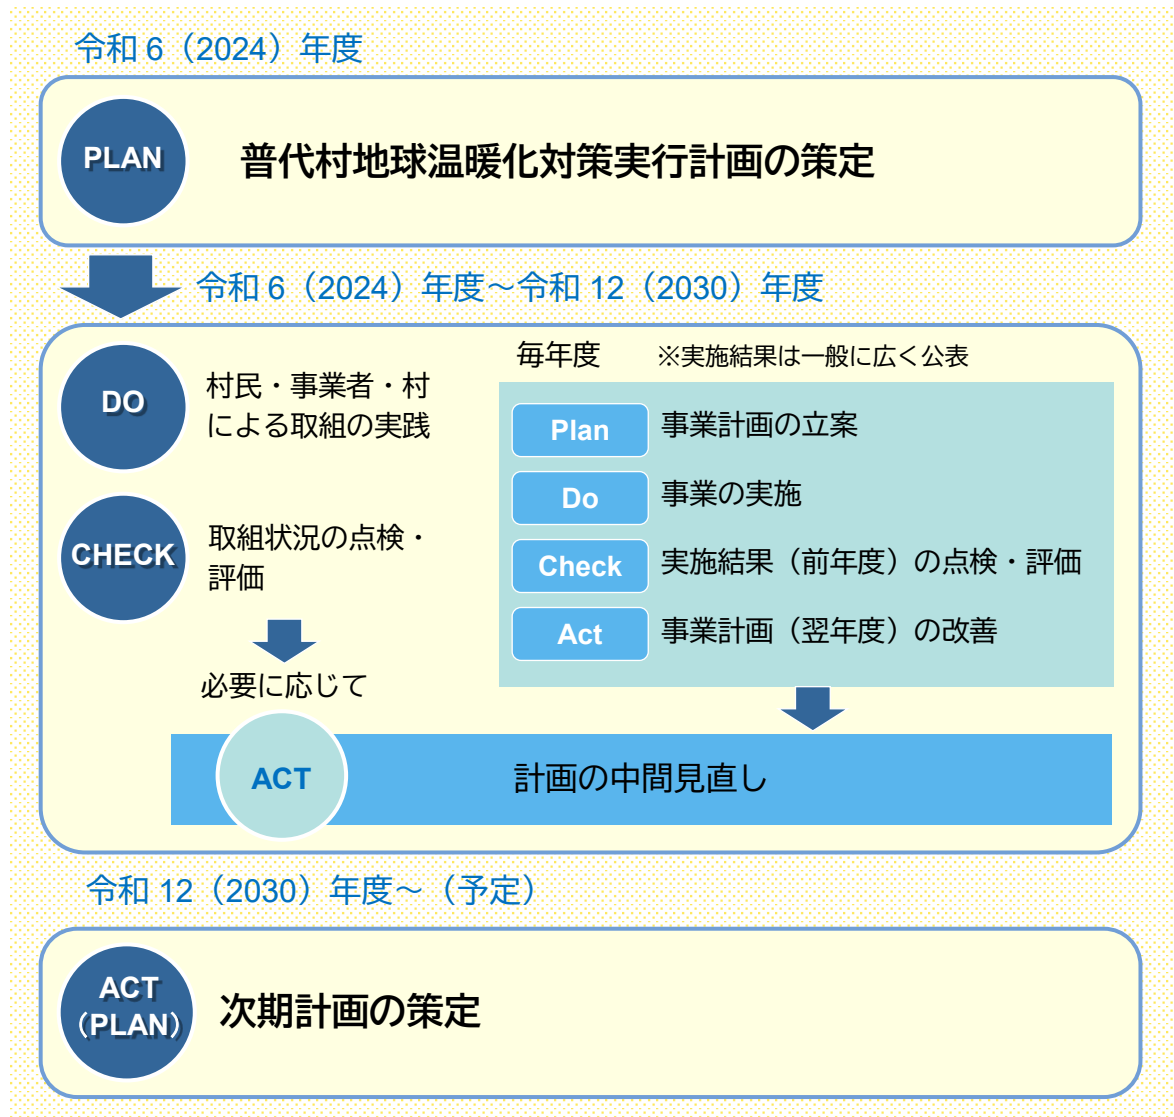 令和 6（2024）年度
PLAN
普代村地球温暖化対策実行計画の策定
令和 6（2024）年度～令和 12（2030）年度
DO
村民・事業者・村
による取組の実践
CHECK
取組状況の点検・
評価
必要に応じて
毎年度
※実施結果は一般に広く公表
Plan
事業計画の立案
Do
事業の実施
Check
実施結果（前年度）の点検・評価
Act
事業計画（翌年度）の改善
ACT
計画の中間見直し
令和 12（2030）年度～（予定）
ACT
（PLAN）
次期計画の策定